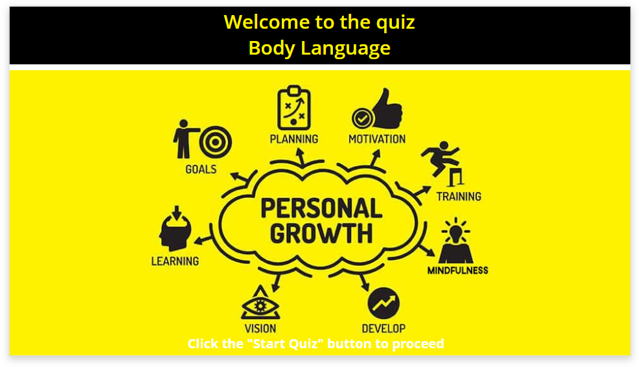 Welcome to the quiz
Body Language
PLANNING
MOTIVATION
GOALS
TRAINING
PERSONAL
GROWTH
LEARNING
MINDFULNESS
VISION
DEVELOP
Click the "Start Quiz" button to proceed